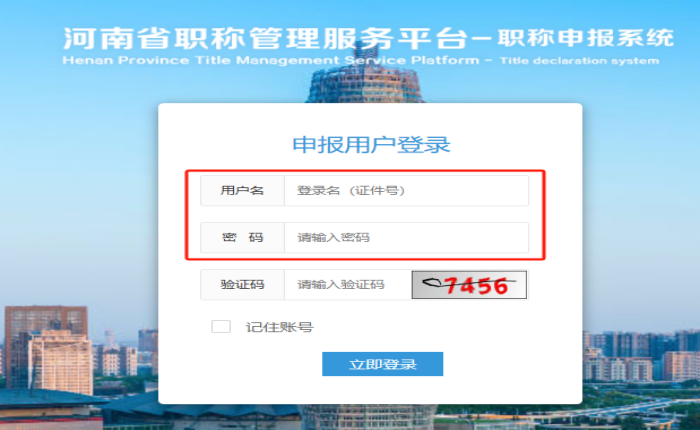 河南省职称管理服务平台-职称申报系统
Henan Province Title Management Service Platform - Title declaration system
申报用户登录
用户名 登录名（证件号）
密 码 请输入密码
验证码 请输入验证码 7456
记住账号
立即登录